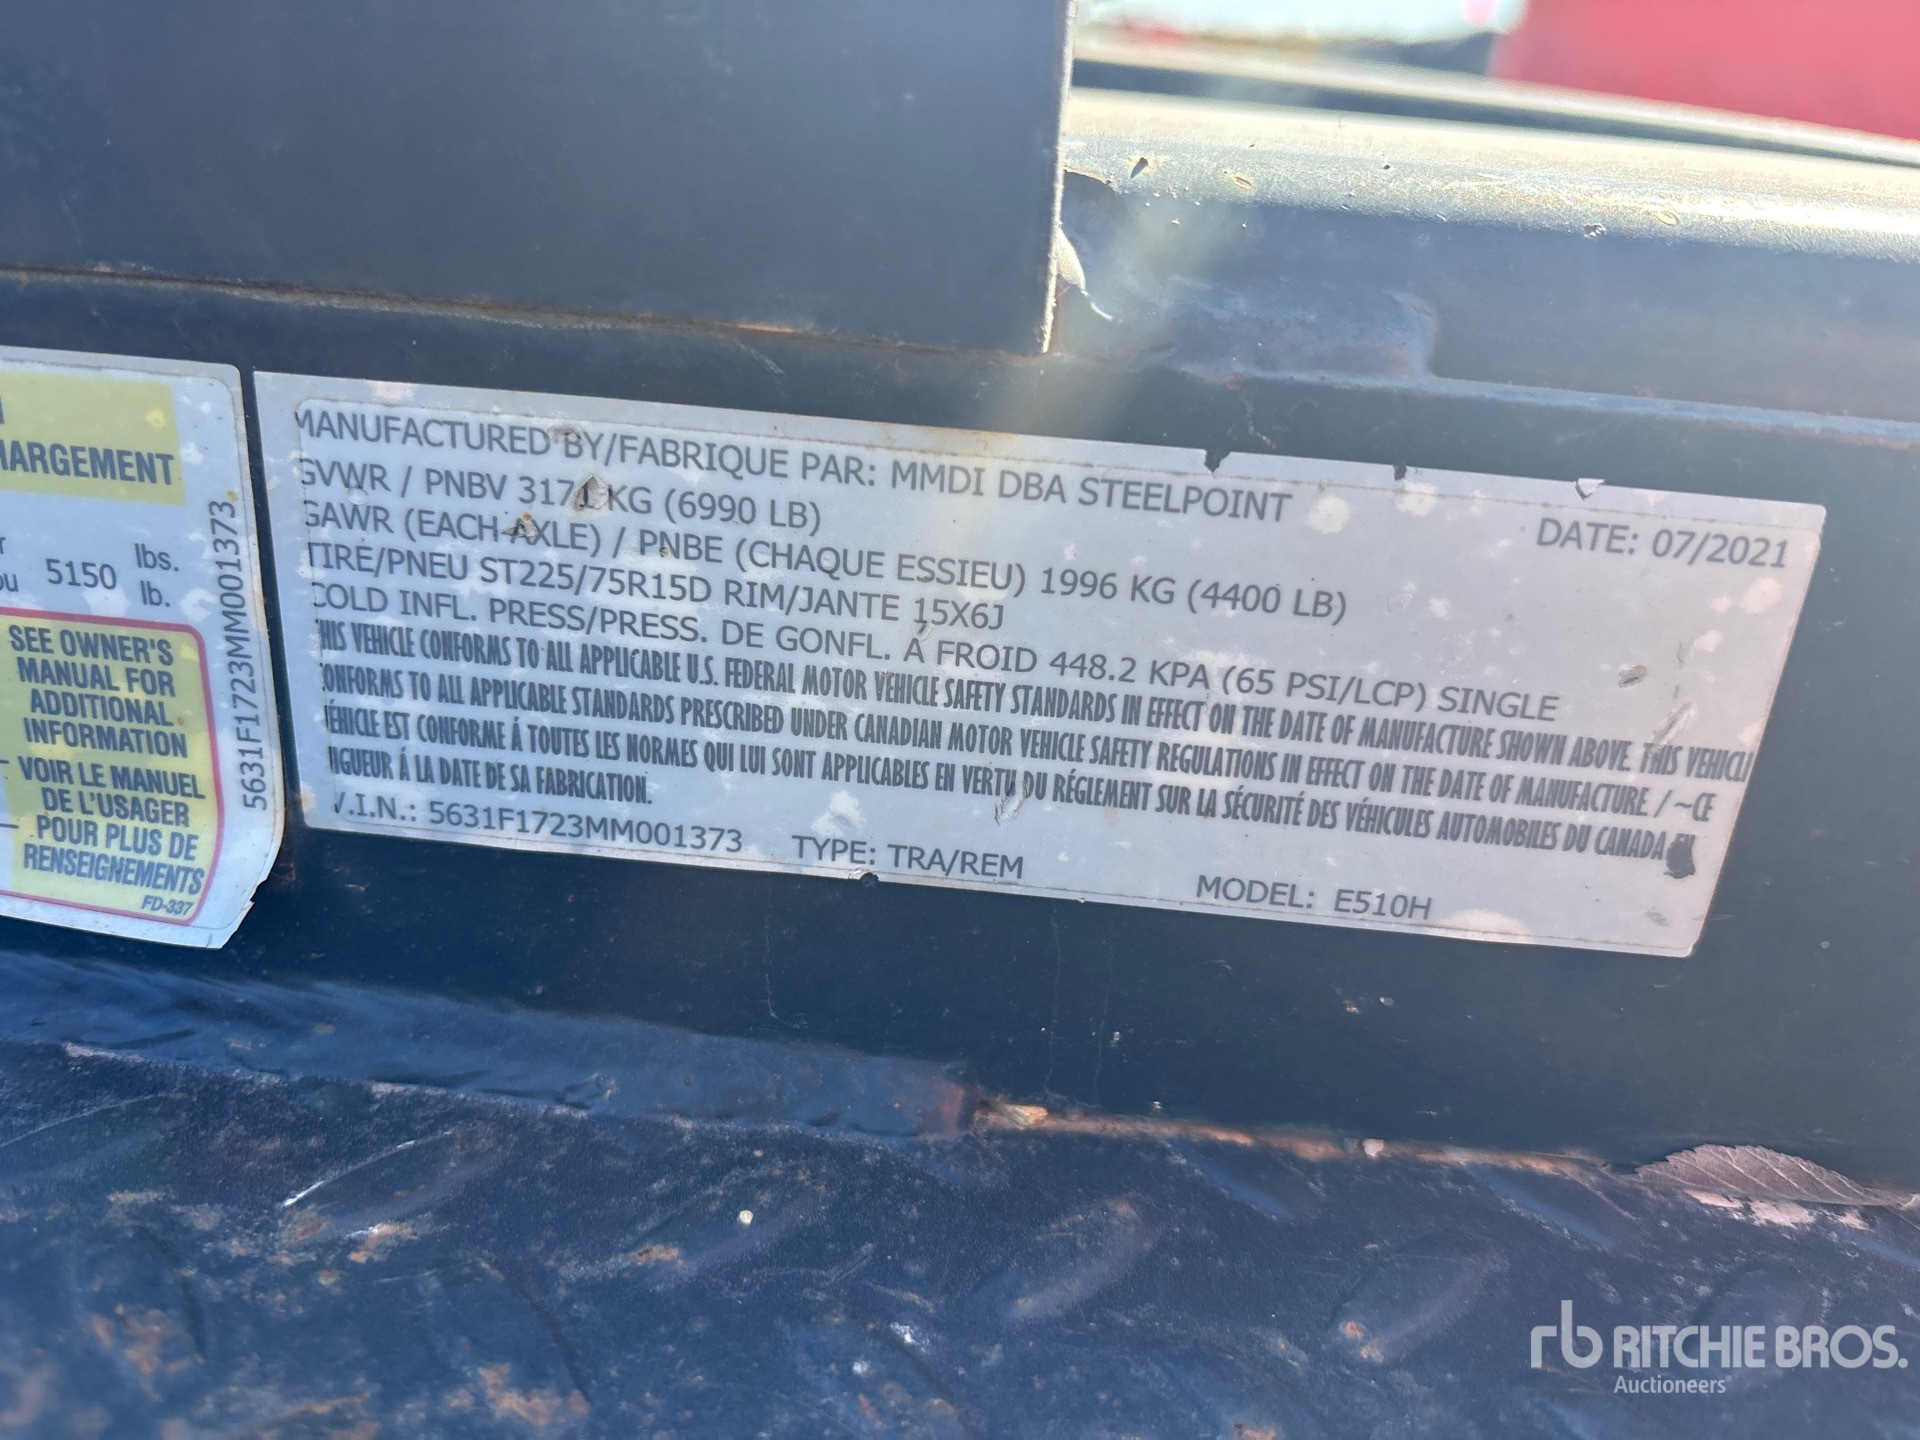 HARGEMENT
5150 lbs.
lb.
SEE OWNER'S
MANUAL FOR
ADDITIONAL
INFORMATION
VOIR LE MANUEL
DE L'USAGER
POUR PLUS DE
RENSEIGNEMENTS
FD-337
5631F1723MM001373
MANUFACTURED BY/FABRIQUE PAR: MMDI DBA STEELPOINT
DATE: 07/2021
GVWR / PNBV 3171 KG (6990 LB)
GAWR (EACH AXLE) / PNBE (CHAQUE ESSIEU) 1996 KG (4400 LB)
TIRE/PNEU ST225/75R15D RIM/JANTE 15X6J
COLD INFL. PRESS/PRESS. DE GONFL. À FROID 448.2 KPA (65 PSI/LCP) SINGLE
HIS VEHICLE CONFORMS TO ALL APPLICABLE U.S. FEDERAL MOTOR VEHICLE SAFETY STANDARDS IN EFFECT ON THE DATE OF MANUFACTURE SHOWN ABOVE. THIS VEHICL
ONFORMS TO ALL APPLICABLE STANDARDS PRESCRIBED UNDER CANADIAN MOTOR VEHICLE SAFETY REGULATIONS IN EFFECT ON THE DATE OF MANUFACTURE. / ~CE
ÉHICLE EST CONFORME Á TOUTES LES NORMES QUI LUI SONT APPLICABLES EN VERTU DU RÉGLEMENT SUR LA SÉCURITÉ DES VÉHICULES AUTOMOBILES DU CANADA EN
IGUEUR Á LA DATE DE SA FABRICATION.
V.I.N.: 5631F1723MM001373 TYPE: TRA/REM MODEL: E510H
rb RITCHIE BROS.
Auctioneers